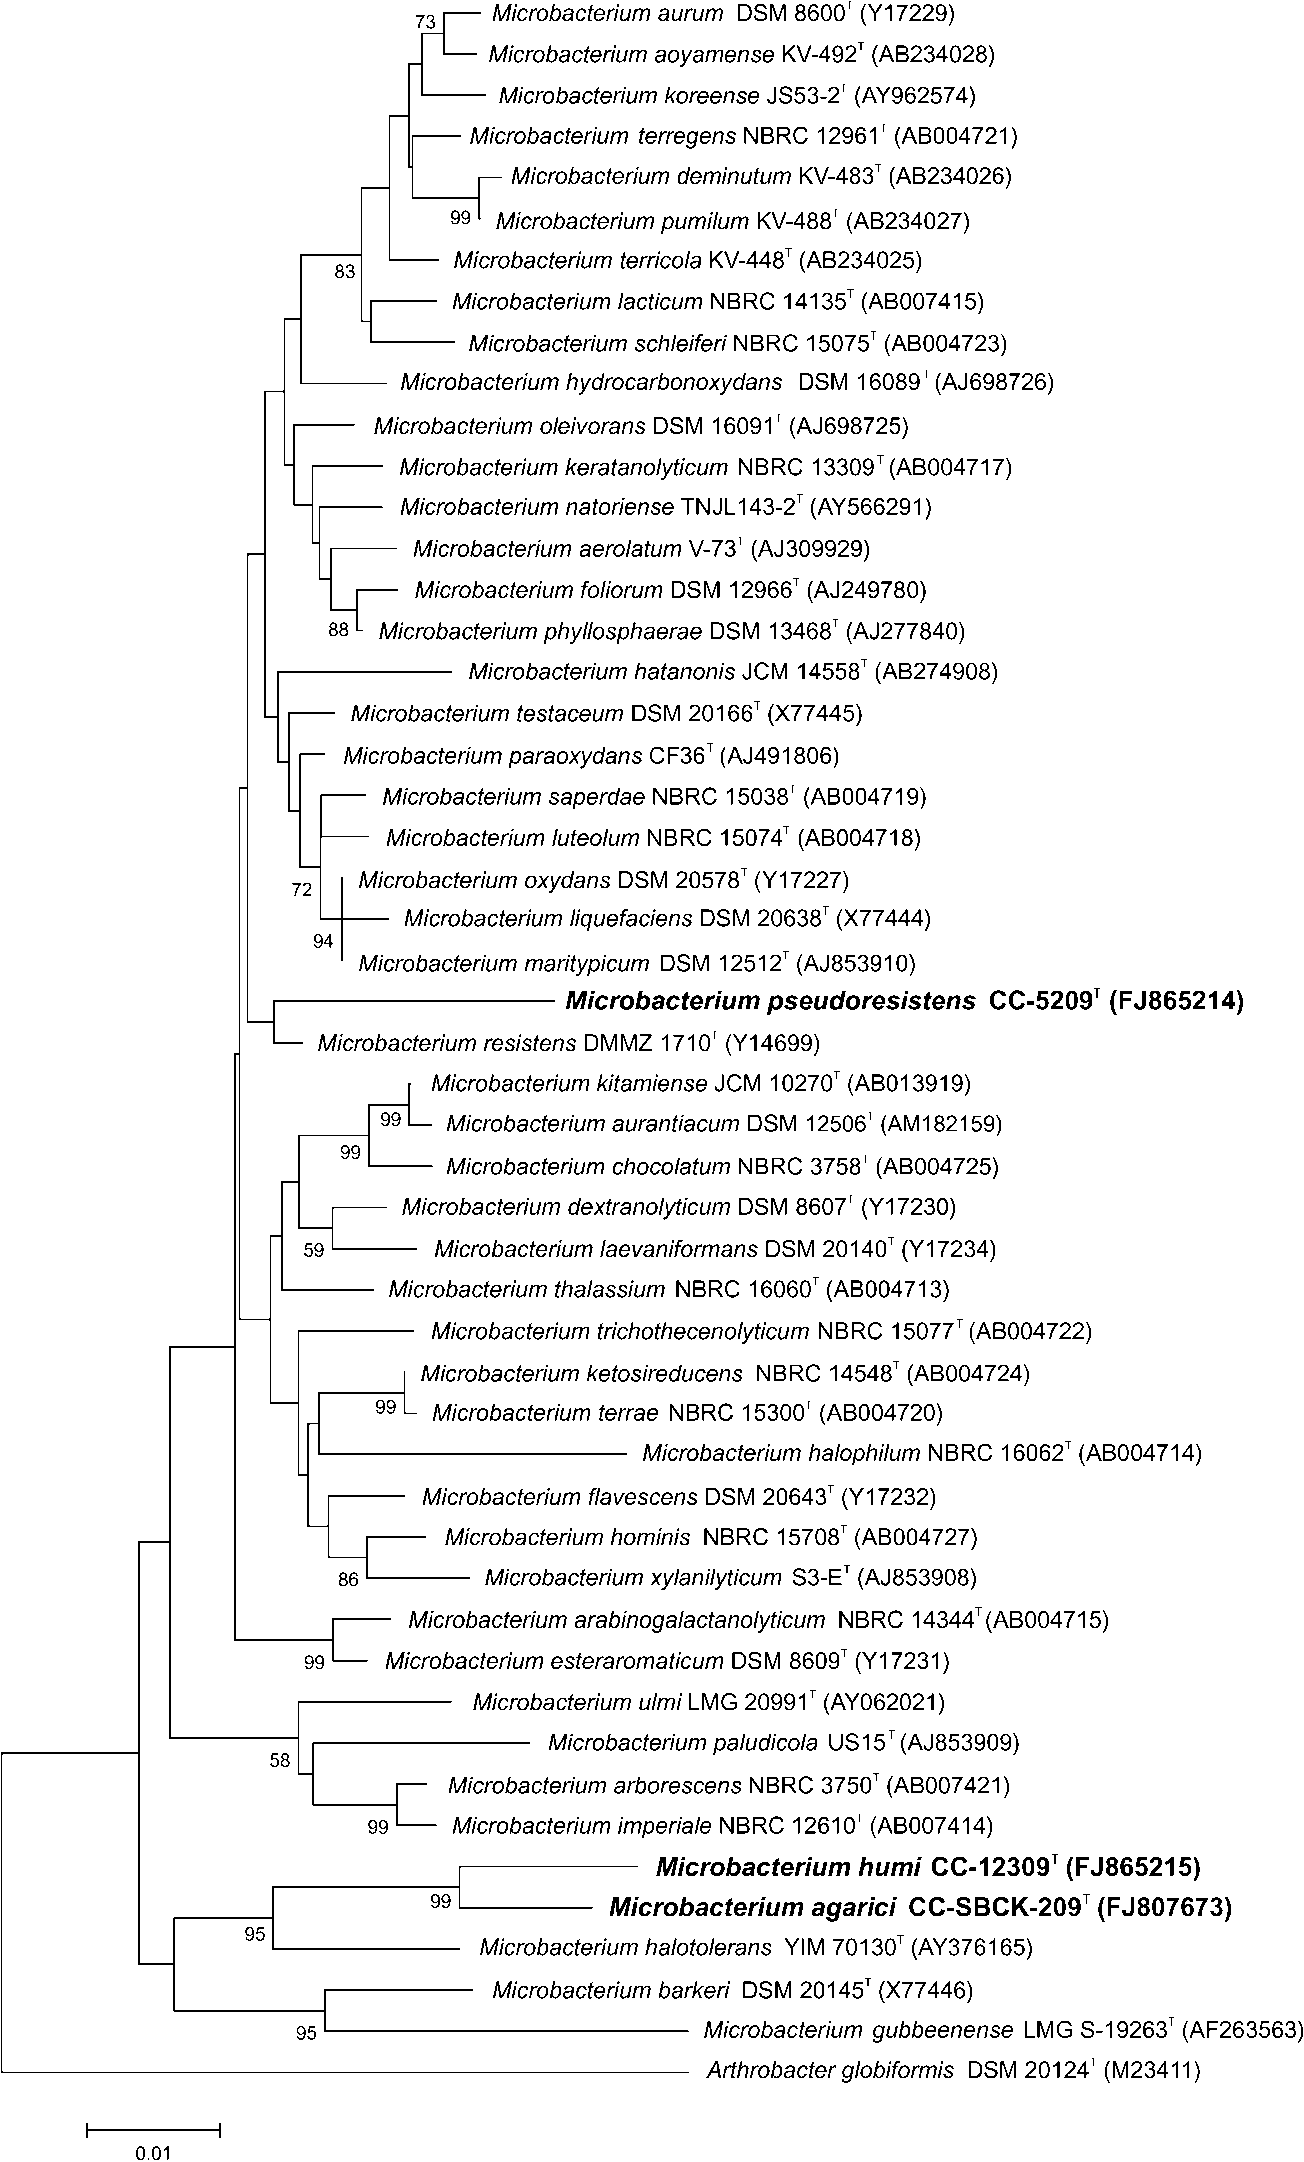 73
Microbacterium aurum DSM 8600ᵀ (Y17229)
Microbacterium aoyamense KV-492ᵀ (AB234028)
Microbacterium koreense JS53-2ᵀ (AY962574)
Microbacterium terregens NBRC 12961ᵀ (AB004721)
Microbacterium deminutum KV-483ᵀ (AB234026)
99
Microbacterium pumilum KV-488ᵀ (AB234027)
Microbacterium terricola KV-448ᵀ (AB234025)
83
Microbacterium lacticum NBRC 14135ᵀ (AB007415)
Microbacterium schleiferi NBRC 15075ᵀ (AB004723)
Microbacterium hydrocarbonoxydans DSM 16089ᵀ (AJ698726)
Microbacterium oleivorans DSM 16091ᵀ (AJ698725)
Microbacterium keratanolyticum NBRC 13309ᵀ (AB004717)
Microbacterium natoriense TNJL143-2ᵀ (AY566291)
Microbacterium aerolatum V-73ᵀ (AJ309929)
Microbacterium foliorum DSM 12966ᵀ (AJ249780)
88
Microbacterium phyllosphaerae DSM 13468ᵀ (AJ277840)
Microbacterium hatanonis JCM 14558ᵀ (AB274908)
Microbacterium testaceum DSM 20166ᵀ (X77445)
Microbacterium paraoxydans CF36ᵀ (AJ491806)
Microbacterium saperdae NBRC 15038ᵀ (AB004719)
Microbacterium luteolum NBRC 15074ᵀ (AB004718)
72
Microbacterium oxydans DSM 20578ᵀ (Y17227)
Microbacterium liquefaciens DSM 20638ᵀ (X77444)
94
Microbacterium maritypicum DSM 12512ᵀ (AJ853910)
Microbacterium pseudoresistens CC-5209ᵀ (FJ865214)
Microbacterium resistens DMMZ 1710ᵀ (Y14699)
Microbacterium kitamiense JCM 10270ᵀ (AB013919)
99
Microbacterium aurantiacum DSM 12506ᵀ (AM182159)
99
Microbacterium chocolatum NBRC 3758ᵀ (AB004725)
Microbacterium dextranolyticum DSM 8607ᵀ (Y17230)
59
Microbacterium laevaniformans DSM 20140ᵀ (Y17234)
Microbacterium thalassium NBRC 16060ᵀ (AB004713)
Microbacterium trichothecenolyticum NBRC 15077ᵀ (AB004722)
Microbacterium ketosireducens NBRC 14548ᵀ (AB004724)
99
Microbacterium terrae NBRC 15300ᵀ (AB004720)
Microbacterium halophilum NBRC 16062ᵀ (AB004714)
Microbacterium flavescens DSM 20643ᵀ (Y17232)
Microbacterium hominis NBRC 15708ᵀ (AB004727)
86
Microbacterium xylanilyticum S3-Eᵀ (AJ853908)
Microbacterium arabinogalactanolyticum NBRC 14344ᵀ (AB004715)
99
Microbacterium esteraromaticum DSM 8609ᵀ (Y17231)
Microbacterium ulmi LMG 20991ᵀ (AY062021)
58
Microbacterium paludicola US15ᵀ (AJ853909)
Microbacterium arborescens NBRC 3750ᵀ (AB007421)
99
Microbacterium imperiale NBRC 12610ᵀ (AB007414)
Microbacterium humi CC-12309ᵀ (FJ865215)
99
Microbacterium agarici CC-SBCK-209ᵀ (FJ807673)
95
Microbacterium halotolerans YIM 70130ᵀ (AY376165)
Microbacterium barkeri DSM 20145ᵀ (X77446)
95
Microbacterium gubbeenense LMG S-19263ᵀ (AF263563)
Arthrobacter globiformis DSM 20124ᵀ (M23411)
0.01